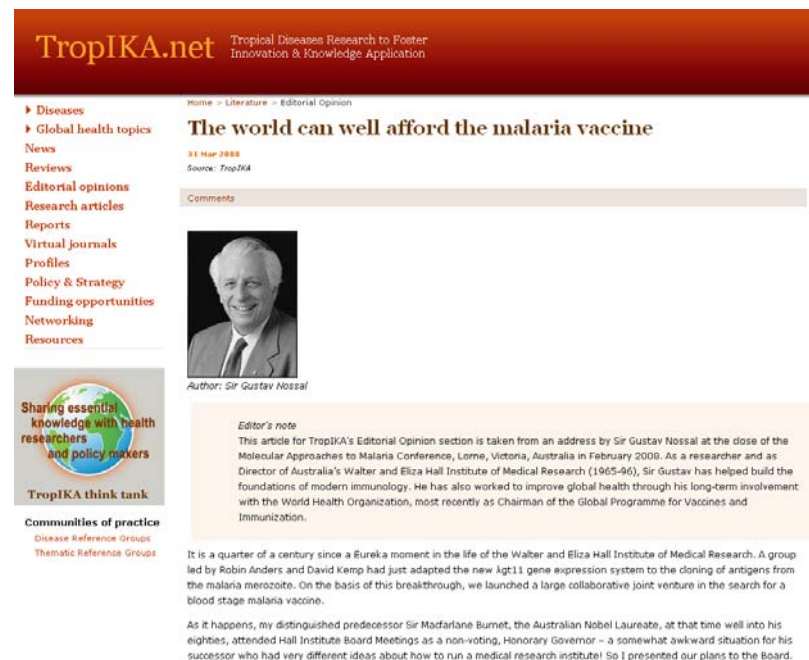 TropIKA.net
Tropical Diseases Research to Foster
Innovation & Knowledge Application
Diseases
Global health topics
News
Reviews
Editorial opinions
Research articles
Reports
Virtual journals
Profiles
Policy & Strategy
Funding opportunities
Networking
Resources
Sharing essential
knowledge with health
researchers
and policy makers
TropIKA think tank
Communities of practice
Disease Reference Groups
Thematic Reference Groups
Home > Literature > Editorial Opinion
The world can well afford the malaria vaccine
31 Mar 2008
Source: TropIKA
Comments
Author: Sir Gustav Nossal
Editor's note
This article for TropIKA's Editorial Opinion section is taken from an address by Sir Gustav Nossal at the close of the
Molecular Approaches to Malaria Conference, Lorne, Victoria, Australia in February 2008. As a researcher and as
Director of Australia's Walter and Eliza Hall Institute of Medical Research (1965-96), Sir Gustav has helped build the
foundations of modern immunology. He has also worked to improve global health through his long-term involvement
with the World Health Organization, most recently as Chairman of the Global Programme for Vaccines and
Immunization.
It is a quarter of a century since a Eureka moment in the life of the Walter and Eliza Hall Institute of Medical Research. A group
led by Robin Anders and David Kemp had just adapted the new λgt11 gene expression system to the cloning of antigens from
the malaria merozoite. On the basis of this breakthrough, we launched a large collaborative joint venture in the search for a
blood stage malaria vaccine.
As it happens, my distinguished predecessor Sir Macfarlane Burnet, the Australian Nobel Laureate, at that time well into his
eighties, attended Hall Institute Board Meetings as a non-voting, Honorary Governor – a somewhat awkward situation for his
successor who had very different ideas about how to run a medical research institute! So I presented our plans to the Board.